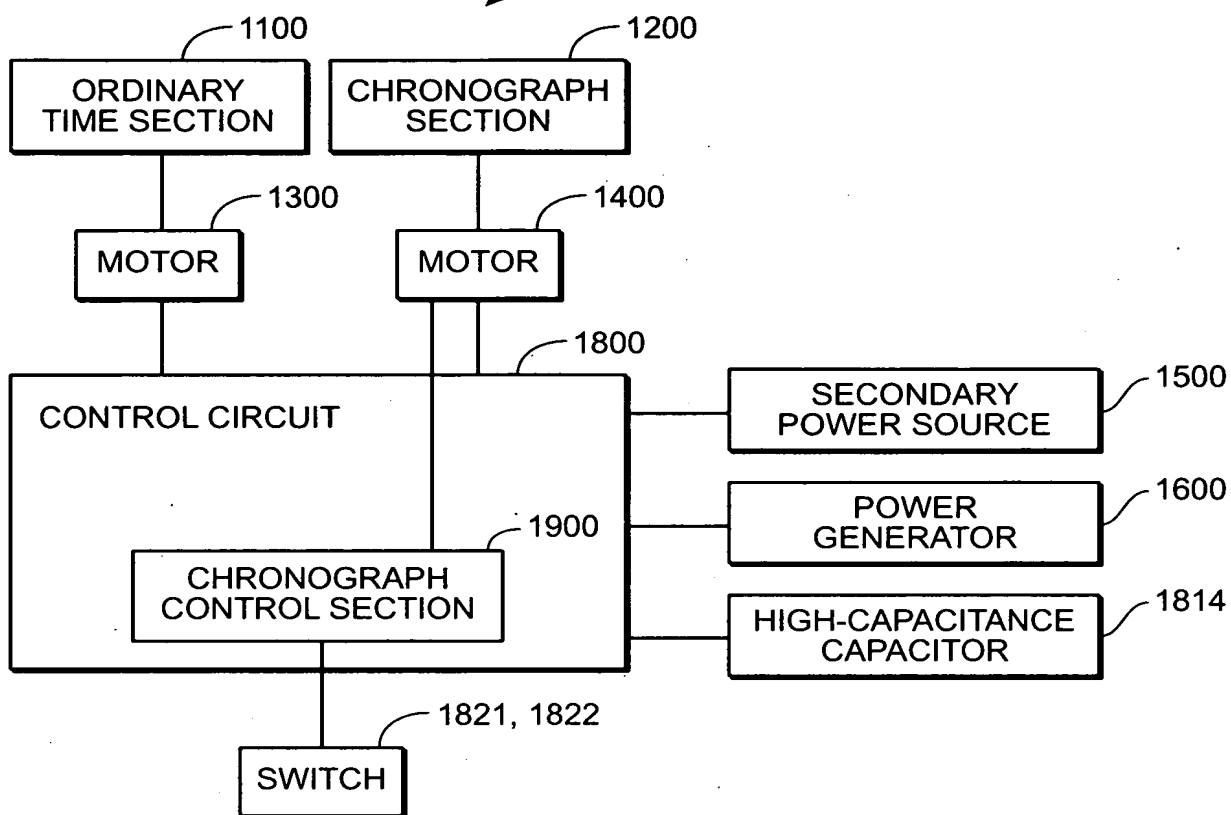 1100
1200
ORDINARY
TIME SECTION
CHRONOGRAPH
SECTION
1300
1400
MOTOR
MOTOR
1800
CONTROL CIRCUIT
SECONDARY
POWER SOURCE
1500
POWER
GENERATOR
1600
1900
CHRONOGRAPH
CONTROL SECTION
HIGH-CAPACITANCE
CAPACITOR
1814
1821, 1822
SWITCH